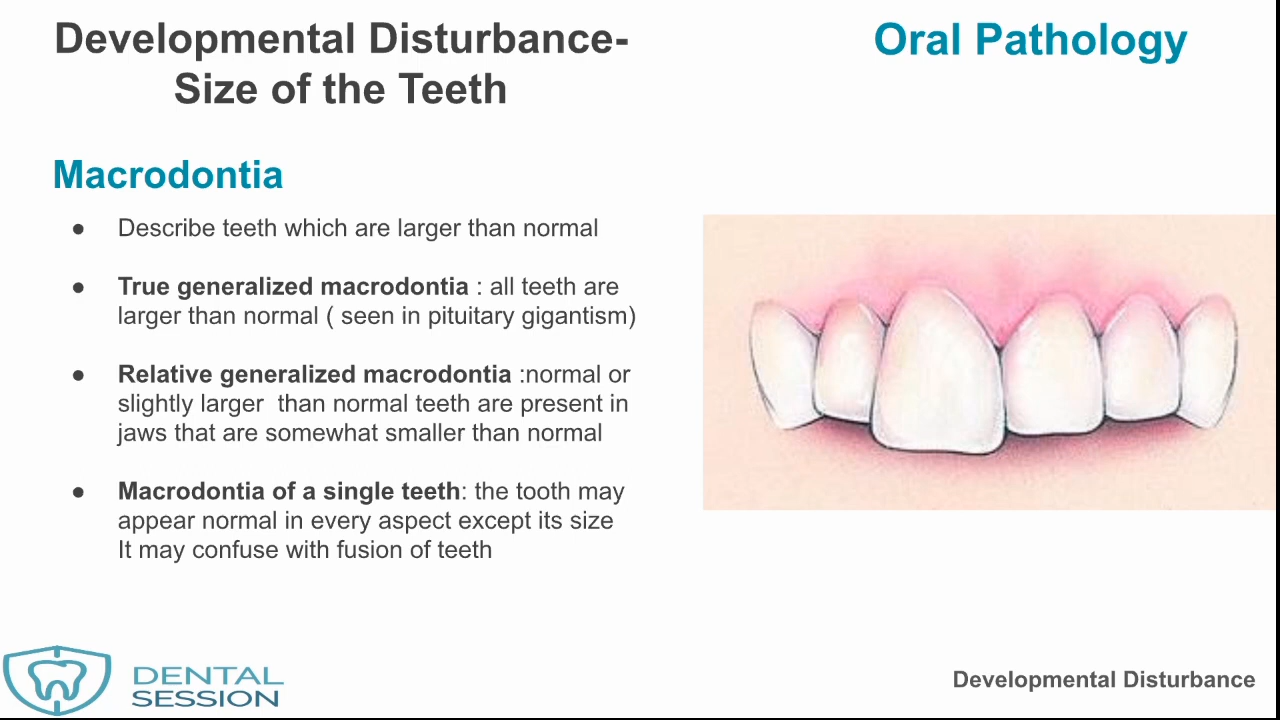 Developmental Disturbance-
Size of the Teeth
Oral Pathology
Macrodontia
● Describe teeth which are larger than normal
● True generalized macrodontia : all teeth are
larger than normal ( seen in pituitary gigantism)
● Relative generalized macrodontia :normal or
slightly larger  than normal teeth are present in
jaws that are somewhat smaller than normal
● Macrodontia of a single teeth: the tooth may
appear normal in every aspect except its size
It may confuse with fusion of teeth
DENTAL
SESSION
Developmental Disturbance